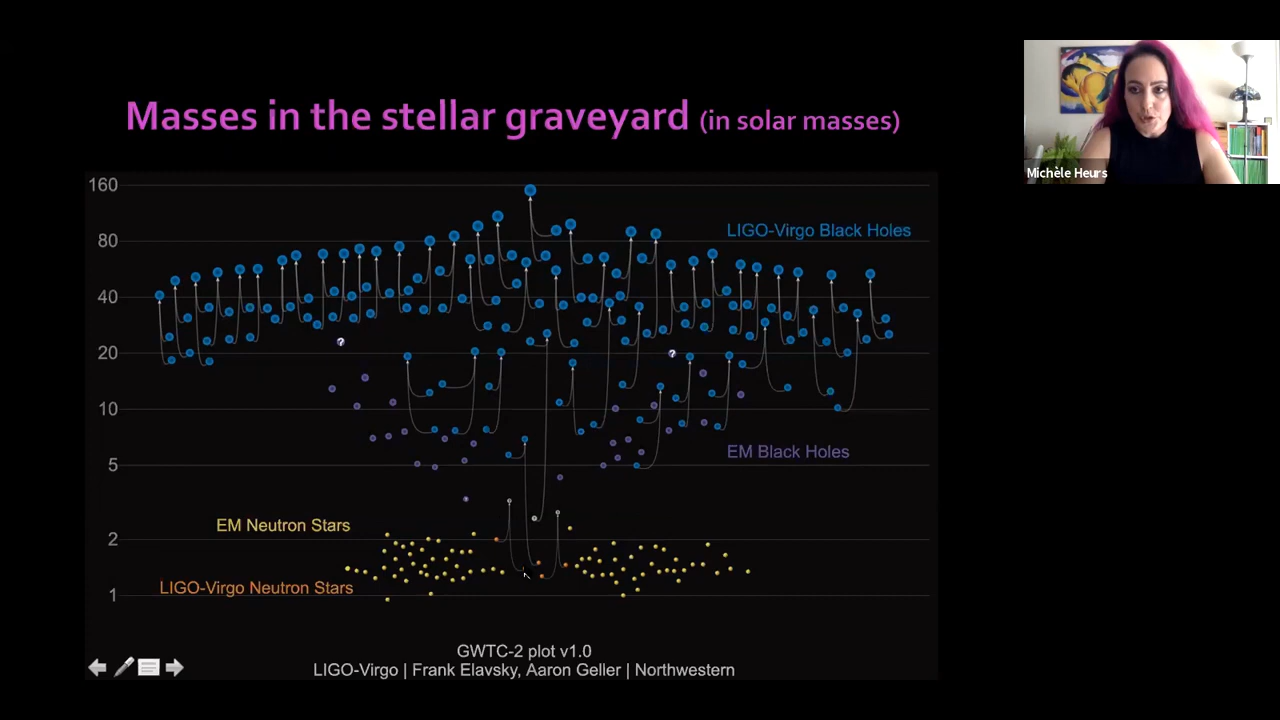 Masses in the stellar graveyard (in solar masses)
Michèle Heurs
160
80
LIGO-Virgo Black Holes
40
20
10
EM Black Holes
5
EM Neutron Stars
2
LIGO-Virgo Neutron Stars
1
GWTC-2 plot v1.0
LIGO-Virgo | Frank Elavsky, Aaron Geller | Northwestern